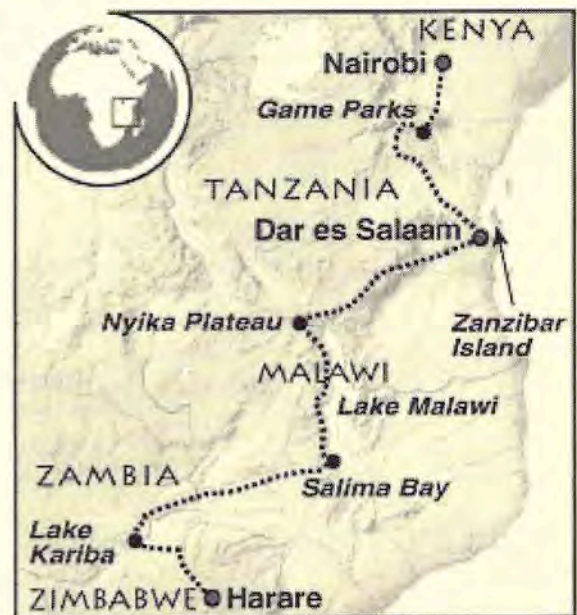 KENYA
Nairobi
Game Parks
TANZANIA
Dar es Salaam
Nyika Plateau
Zanzibar
Island
MALAWI
Lake Malawi
ZAMBIA
Salima Bay
Lake
Kariba
ZIMBABWE
Harare